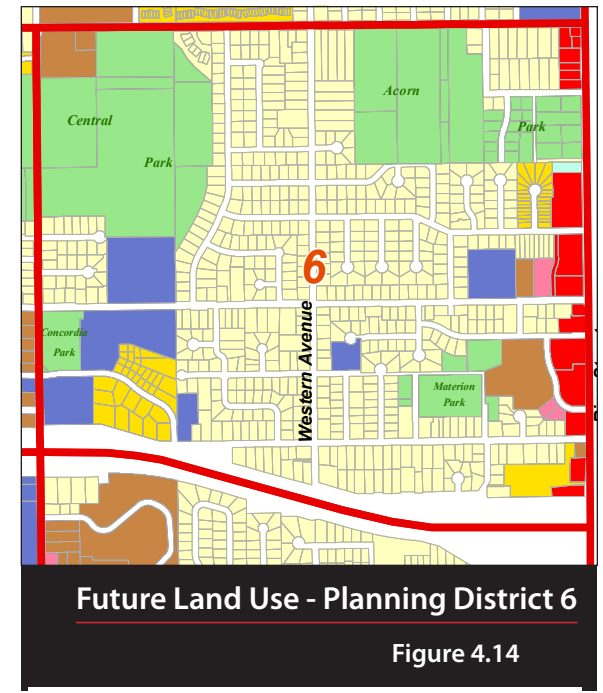 Central
Park
Acorn
Park
6
Western Avenue
Concordia
Park
Materion
Park
Future Land Use - Planning District 6
Figure 4.14